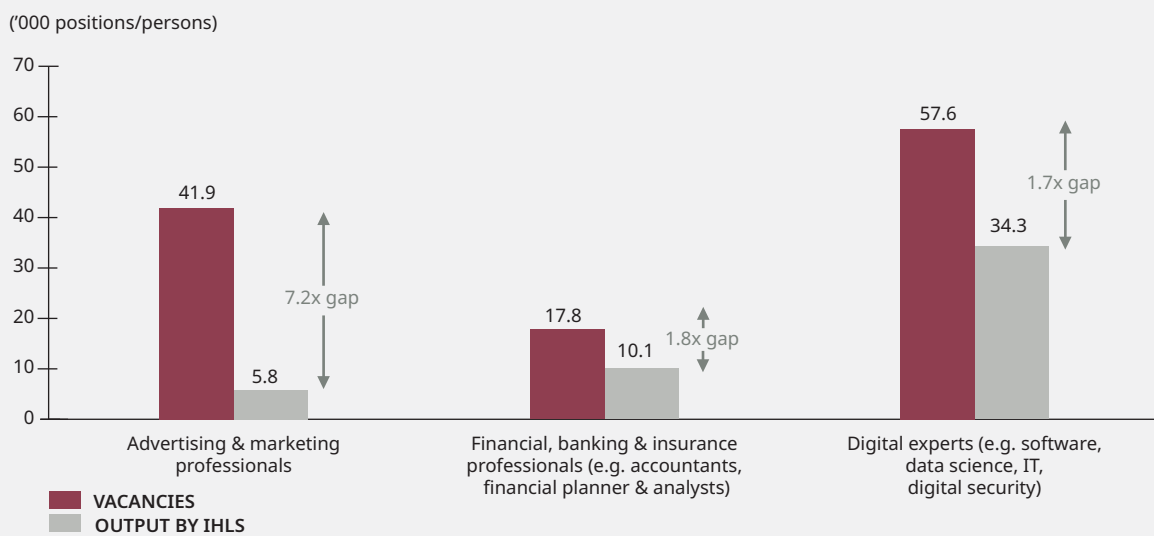 ('000 positions/persons)
70
60
50
40
30
20
10
0
41.9
5.8
7.2x gap
17.8
10.1
1.8x gap
57.6
34.3
1.7x gap
Advertising & marketing
professionals
Financial, banking & insurance
professionals (e.g. accountants,
financial planner & analysts)
Digital experts (e.g. software,
data science, IT,
digital security)
VACANCIES
OUTPUT BY IHLS